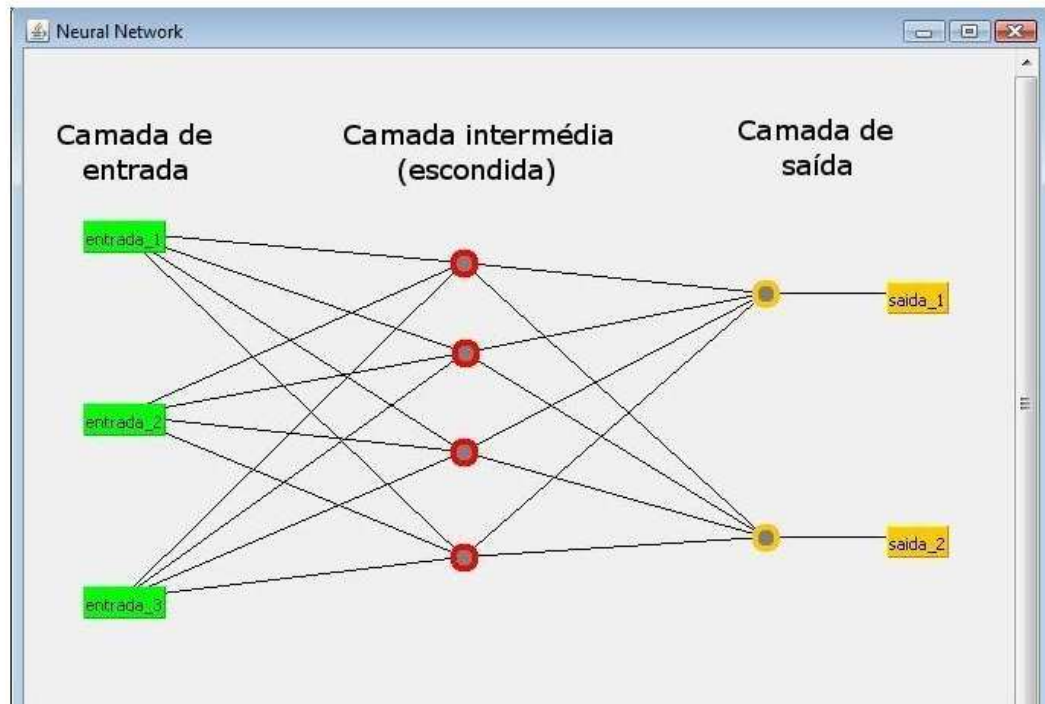 Neural Network
Camada de
entrada
Camada intermédia
(escondida)
Camada de
saída
entrada_1
entrada_2
entrada_3
saida_1
saida_2